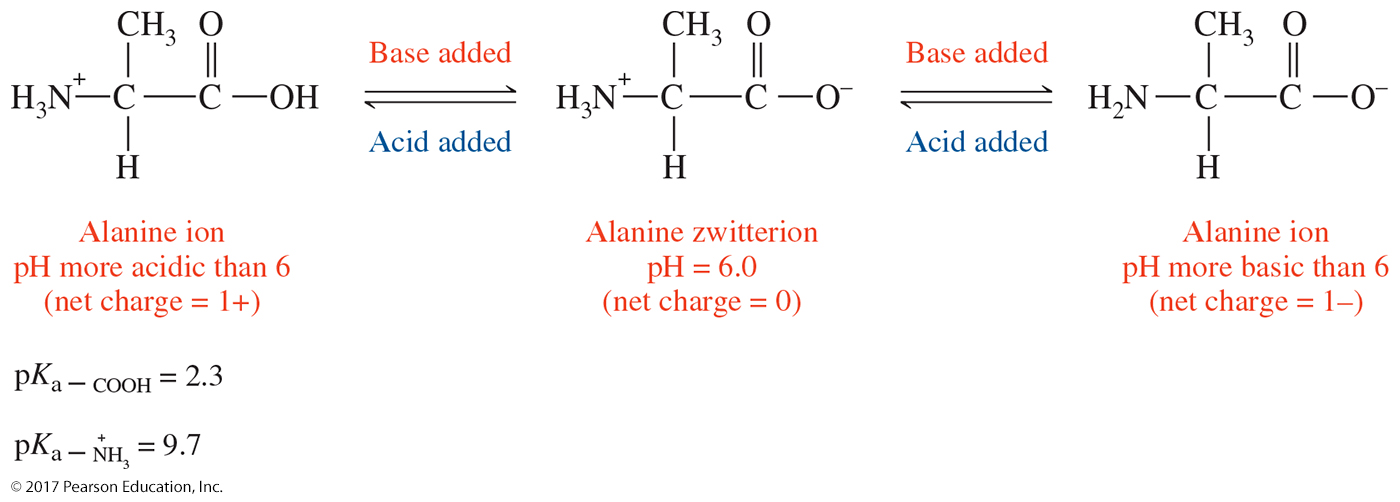 CH₃ O CH₃ O CH₃ O
Base added Base added
H₃N⁺—C—C—OH H₃N⁺—C—C—O⁻ H₂N—C—C—O⁻
Acid added Acid added
H H H
Alanine ion Alanine zwitterion Alanine ion
pH more acidic than 6 pH = 6.0 pH more basic than 6
(net charge = 1+) (net charge = 0) (net charge = 1–)
pKₐ – COOH = 2.3
pKₐ – N⁺H₃ = 9.7
© 2017 Pearson Education, Inc.